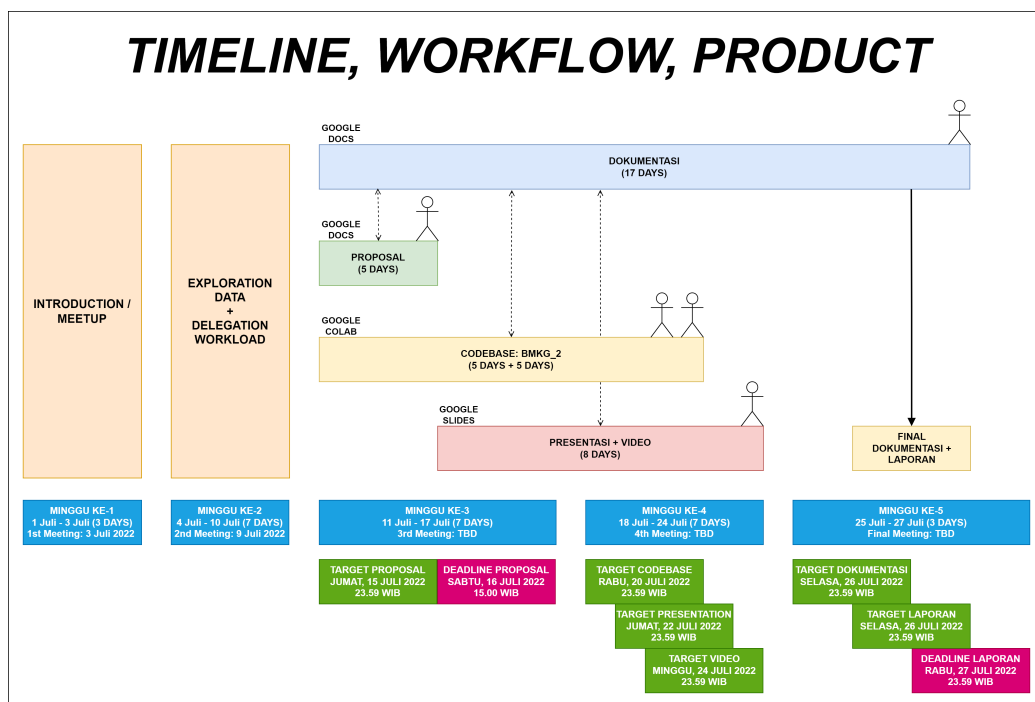 TIMELINE, WORKFLOW, PRODUCT
GOOGLE
DOCS
DOKUMENTASI
(17 DAYS)
GOOGLE
DOCS
PROPOSAL
(5 DAYS)
INTRODUCTION /
MEETUP
EXPLORATION
DATA
+
DELEGATION
WORKLOAD
GOOGLE
COLAB
CODEBASE: BMKG_2
(5 DAYS + 5 DAYS)
GOOGLE
SLIDES
PRESENTASI + VIDEO
(8 DAYS)
FINAL
DOKUMENTASI +
LAPORAN
MINGGU KE-1
1 Juli - 3 Juli (3 DAYS)
1st Meeting: 3 Juli 2022
MINGGU KE-2
4 Juli - 10 Juli (7 DAYS)
2nd Meeting: 9 Juli 2022
MINGGU KE-3
11 Juli - 17 Juli (7 DAYS)
3rd Meeting: TBD
MINGGU KE-4
18 Juli - 24 Juli (7 DAYS)
4th Meeting: TBD
MINGGU KE-5
25 Juli - 27 Juli (3 DAYS)
Final Meeting: TBD
TARGET PROPOSAL
JUMAT, 15 JULI 2022
23.59 WIB
DEADLINE PROPOSAL
SABTU, 16 JULI 2022
15.00 WIB
TARGET CODEBASE
RABU, 20 JULI 2022
23.59 WIB
TARGET PRESENTATION
JUMAT, 22 JULI 2022
23.59 WIB
TARGET VIDEO
MINGGU, 24 JULI 2022
23.59 WIB
TARGET DOKUMENTASI
SELASA, 26 JULI 2022
23.59 WIB
TARGET LAPORAN
SELASA, 26 JULI 2022
23.59 WIB
DEADLINE LAPORAN
RABU, 27 JULI 2022
23.59 WIB